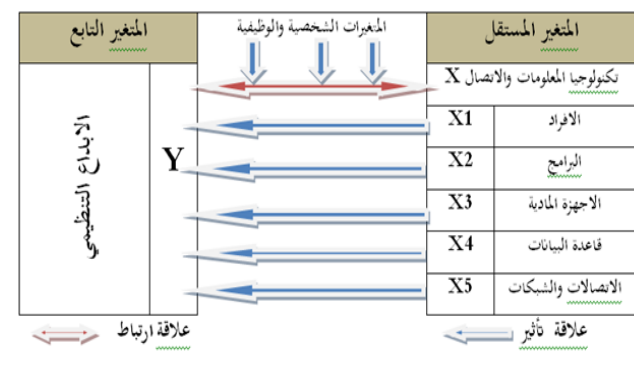 المتغير المستقل
المتغيرات الشخصية والوظيفية
المتغير التابع
تكنولوجيا المعلومات والاتصال X
X1 الافراد
X2 البرامج
X3 الاجهزة المادية
X4 قاعدة البيانات
X5 الاتصالات والشبكات
Y
الابداع التنظيمي
علاقة تأثير
علاقة ارتباط